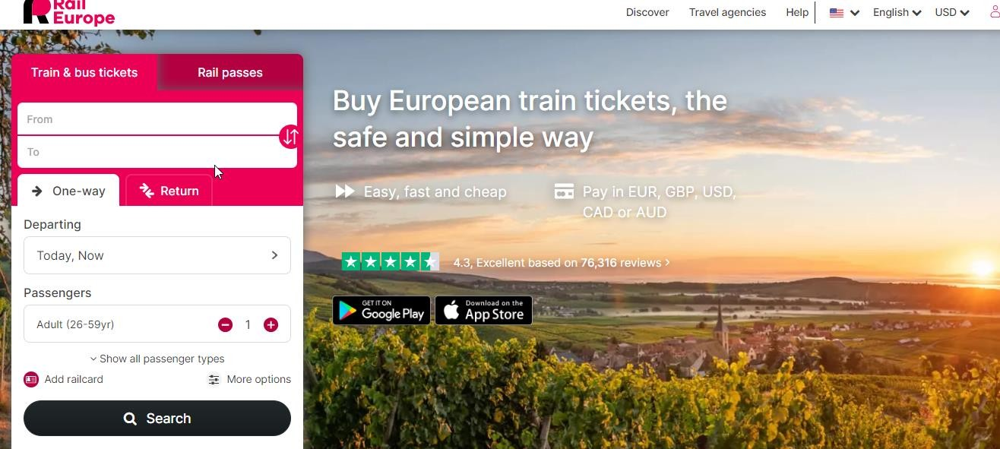 Rail
Europe
Discover
Travel agencies
Help
English
USD
Train & bus tickets
Rail passes
From
To
One-way
Return
Departing
Today, Now
Passengers
Adult (26-59yr)
1
Show all passenger types
Add railcard
More options
Search
Buy European train tickets, the
safe and simple way
Easy, fast and cheap
Pay in EUR, GBP, USD,
CAD or AUD
4.3, Excellent based on 76,316 reviews
GET IT ON
Google Play
Download on the
App Store